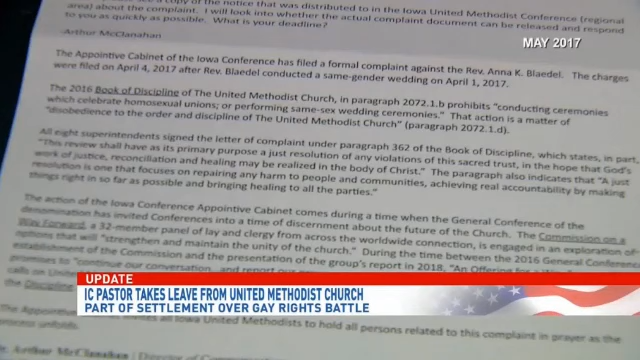 are a copy of the notice that was distributed to in the Iowa United Methodist Conference (regional
area) about the complaint. I will look into whether the actual complaint document can be released and respond
to you as quickly as possible. What is your deadline?
-Arthur McClanahan
MAY 2017
The Appointive Cabinet of the Iowa Conference has filed a formal complaint against the Rev. Anna K. Blaedel. The charges
were filed on April 4, 2017 after Rev. Blaedel conducted a same-gender wedding on April 1, 2017.
The 2016 Book of Discipline of The United Methodist Church, in paragraph 2072.1.b prohibits "conducting ceremonies
which celebrate homosexual unions; or performing same-sex wedding ceremonies." That action is a matter of
"disobedience to the order and discipline of The United Methodist Church" (paragraph 2072.1.d).
All eight superintendents signed the letter of complaint under paragraph 362 of the Book of Discipline, which states, in part,
"This review shall have as its primary purpose a just resolution of any violations of this sacred trust, in the hope that God's
work of justice, reconciliation and healing may be realized in the body of Christ." The paragraph also indicates that "A just
resolution is one that focuses on repairing any harm to people and communities, achieving real accountability by making
things right in so far as possible and bringing healing to all the parties."
The action of the Iowa Conference Appointive Cabinet comes during a time when the General Conference of the
denomination has invited Conferences into a time of discernment about the future of the Church. The Commission on a
Way Forward, a 32-member panel of lay and clergy from across the worldwide connection, is engaged in an exploration of
options that will "strengthen and maintain the unity of the church." During the time between the 2016 General Conference
establishment of the Commission and the presentation of the group's report in 2018, "An Offering for a
promises to "continue our conversation
calls on United
the Discipline
UPDATE
IC PASTOR TAKES LEAVE FROM UNITED METHODIST CHURCH
PART OF SETTLEMENT OVER GAY RIGHTS BATTLE
The Appointive
all Iowa United Methodists to hold all persons related to this complaint in prayer as the
process unfolds.
Arthur McClanahan | Director of